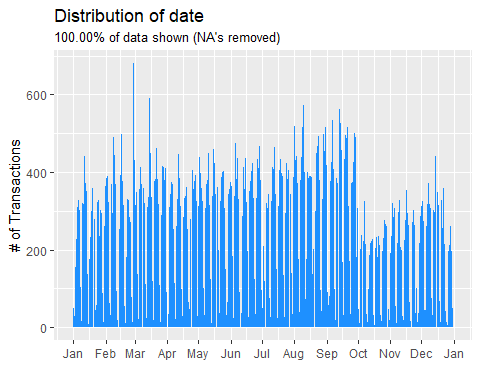 Distribution of date
100.00% of data shown (NA's removed)
# of Transactions
600
400
200
0
Jan Feb Mar Apr May Jun Jul Aug Sep Oct Nov Dec Jan